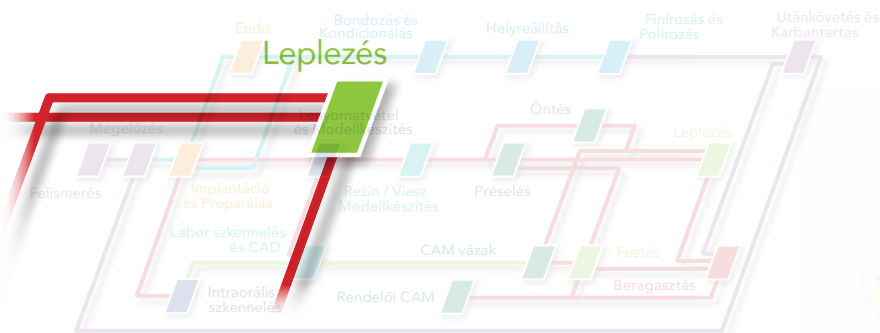 Endo
Bondozás és
Kondicionálás
Helyreállítás
Finírozás és
Polírozás
Utánkövetés és
Karbantartás
Leplezés
Megelőzés
Lenyomatvétel
és Modellkészítés
Öntés
Leplezés
Felismerés
Implantáció
és Preparálás
Rezin / Viasz
Modellkészítés
Préselés
Labor szkennelés
és CAD
CAM vázak
Festés
Intraorális
szkennelés
Rendelői CAM
Beragasztás